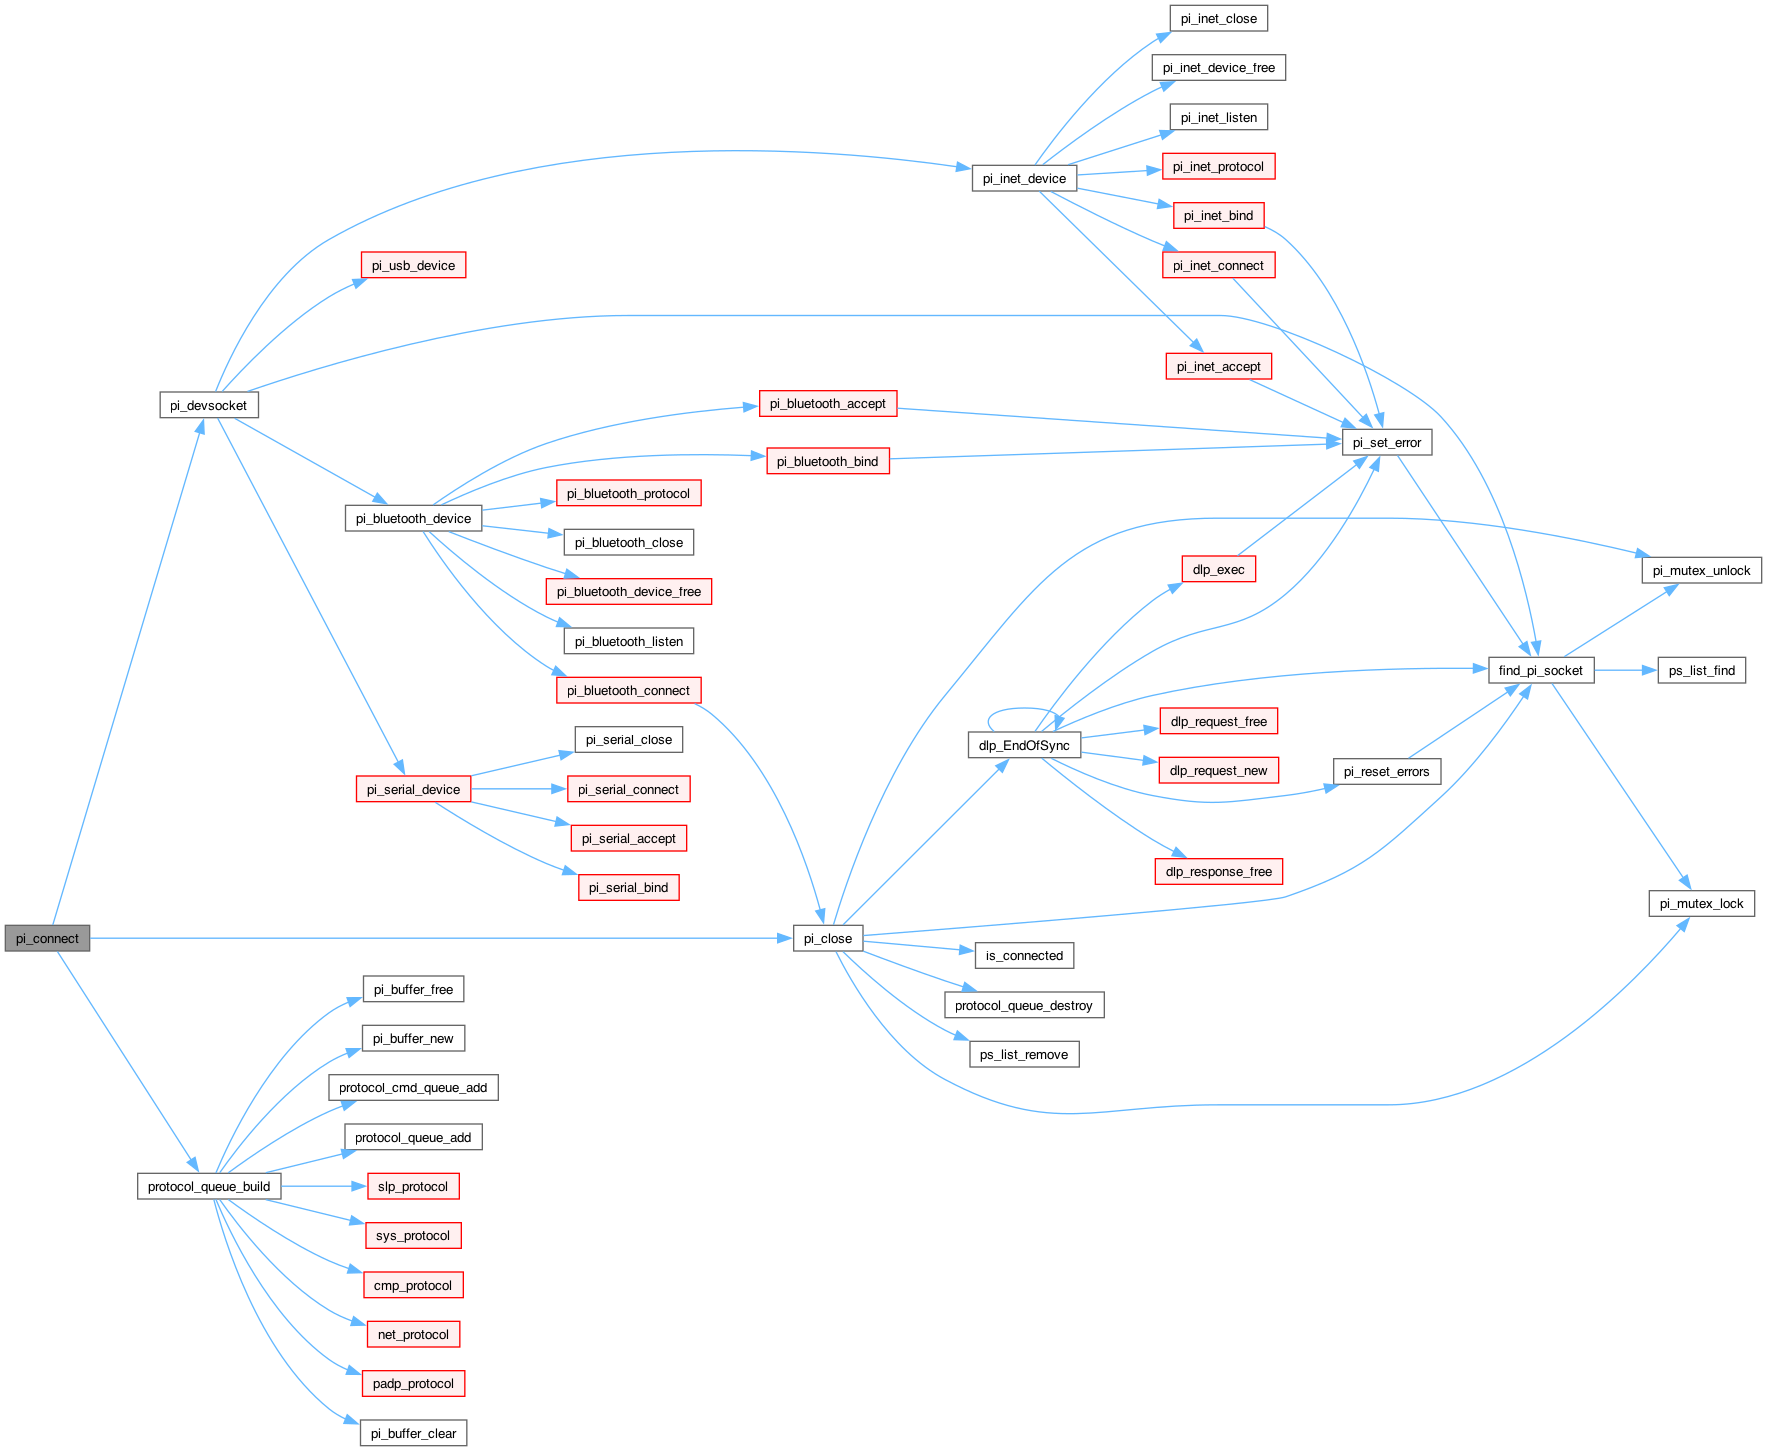 pi_inet_close
pi_inet_device_free
pi_inet_listen
pi_inet_protocol
pi_inet_device
pi_inet_bind
pi_usb_device
pi_inet_connect
pi_inet_accept
pi_devsocket
pi_bluetooth_accept
pi_set_error
pi_bluetooth_bind
pi_bluetooth_protocol
pi_bluetooth_device
pi_bluetooth_close
dlp_exec
pi_mutex_unlock
pi_bluetooth_device_free
pi_bluetooth_listen
find_pi_socket
ps_list_find
pi_bluetooth_connect
dlp_request_free
pi_serial_close
dlp_EndOfSync
dlp_request_new
pi_reset_errors
pi_serial_device
pi_serial_connect
pi_serial_accept
dlp_response_free
pi_serial_bind
pi_mutex_lock
pi_connect
pi_close
is_connected
pi_buffer_free
protocol_queue_destroy
pi_buffer_new
ps_list_remove
protocol_cmd_queue_add
protocol_queue_add
protocol_queue_build
slp_protocol
sys_protocol
cmp_protocol
net_protocol
padp_protocol
pi_buffer_clear